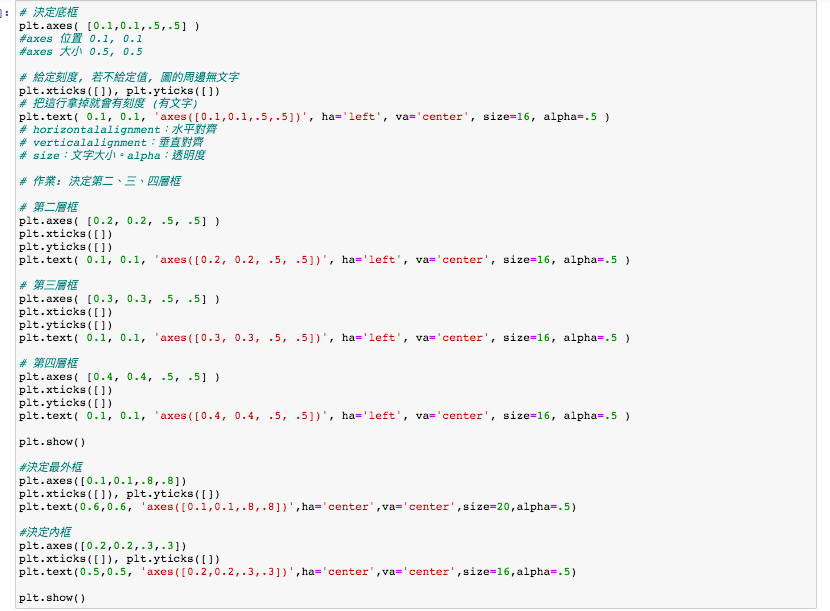 ]:
# 決定底框
plt.axes( [0.1,0.1,.5,.5] )
#axes 位置 0.1, 0.1
#axes 大小 0.5, 0.5
# 給定刻度, 若不給定值, 圖的周邊無文字
plt.xticks([]), plt.yticks([])
# 把這行拿掉就會有刻度 (有文字)
plt.text( 0.1, 0.1, 'axes([0.1,0.1,.5,.5])', ha='left', va='center', size=16, alpha=.5 )
# horizontalalignment：水平對齊
# verticalalignment：垂直對齊
# size：文字大小。alpha：透明度
# 作業: 決定第二、三、四層框
# 第二層框
plt.axes( [0.2, 0.2, .5, .5] )
plt.xticks([])
plt.yticks([])
plt.text( 0.1, 0.1, 'axes([0.2, 0.2, .5, .5])', ha='left', va='center', size=16, alpha=.5 )
# 第三層框
plt.axes( [0.3, 0.3, .5, .5] )
plt.xticks([])
plt.yticks([])
plt.text( 0.1, 0.1, 'axes([0.3, 0.3, .5, .5])', ha='left', va='center', size=16, alpha=.5 )
# 第四層框
plt.axes( [0.4, 0.4, .5, .5] )
plt.xticks([])
plt.yticks([])
plt.text( 0.1, 0.1, 'axes([0.4, 0.4, .5, .5])', ha='left', va='center', size=16, alpha=.5 )
plt.show()
#決定最外框
plt.axes([0.1,0.1,.8,.8])
plt.xticks([]), plt.yticks([])
plt.text(0.6,0.6, 'axes([0.1,0.1,.8,.8])',ha='center',va='center',size=20,alpha=.5)
#決定內框
plt.axes([0.2,0.2,.3,.3])
plt.xticks([]), plt.yticks([])
plt.text(0.5,0.5, 'axes([0.2,0.2,.3,.3])',ha='center',va='center',size=16,alpha=.5)
plt.show()